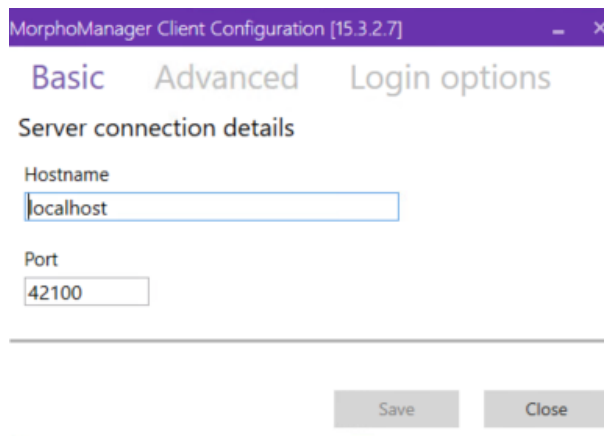 MorphoManager Client Configuration [15.3.2.7]
Basic Advanced Login options
Server connection details
Hostname
localhost
Port
42100
Save Close